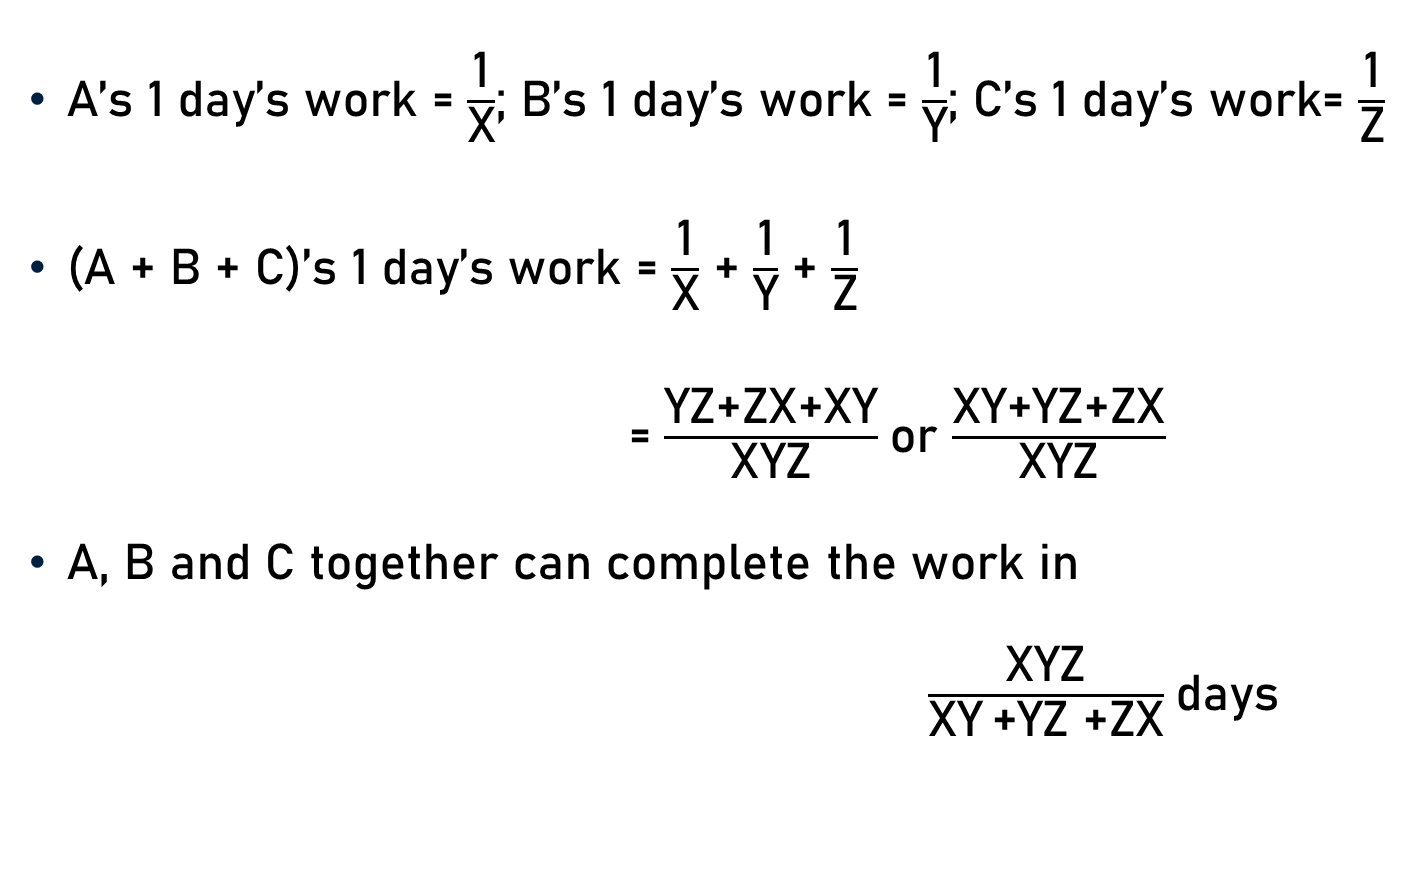 • A’s 1 day’s work = 1/X; B’s 1 day’s work = 1/Y; C’s 1 day’s work= 1/Z
• (A + B + C)’s 1 day’s work = 1/X + 1/Y + 1/Z
= YZ+ZX+XY/XYZ or XY+YZ+ZX/XYZ
• A, B and C together can complete the work in
XYZ/XY +YZ +ZX days